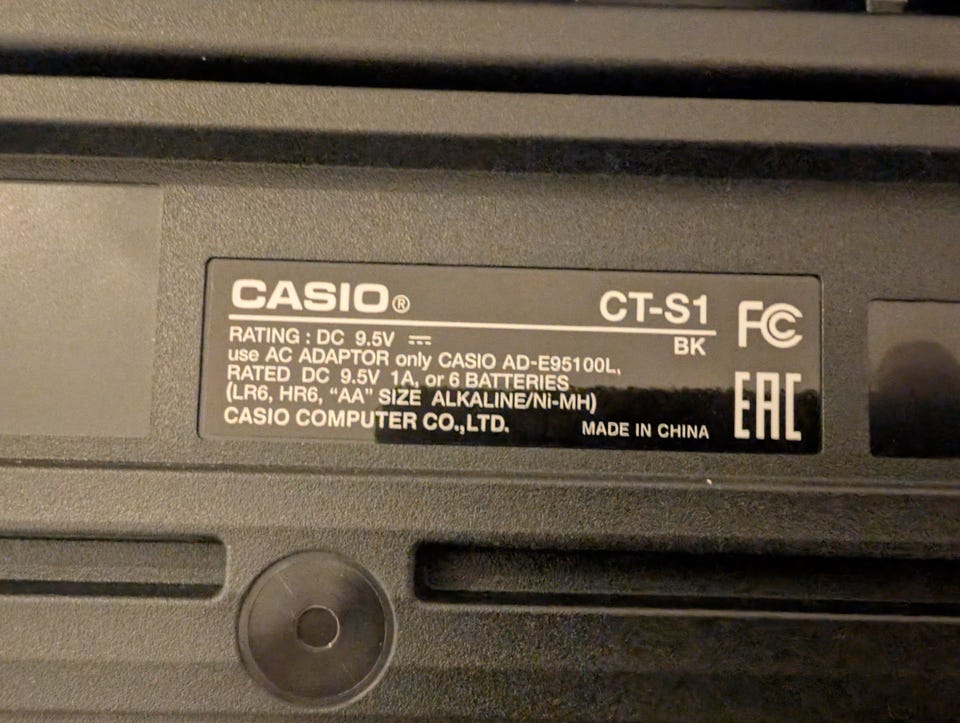 CASIO® CT-S1
BK
RATING : DC 9.5V ⎓
use AC ADAPTOR only CASIO AD-E95100L,
RATED DC 9.5V 1A, or 6 BATTERIES
(LR6, HR6, “AA” SIZE ALKALINE/Ni-MH)
CASIO COMPUTER CO.,LTD. MADE IN CHINA
FC
EAC